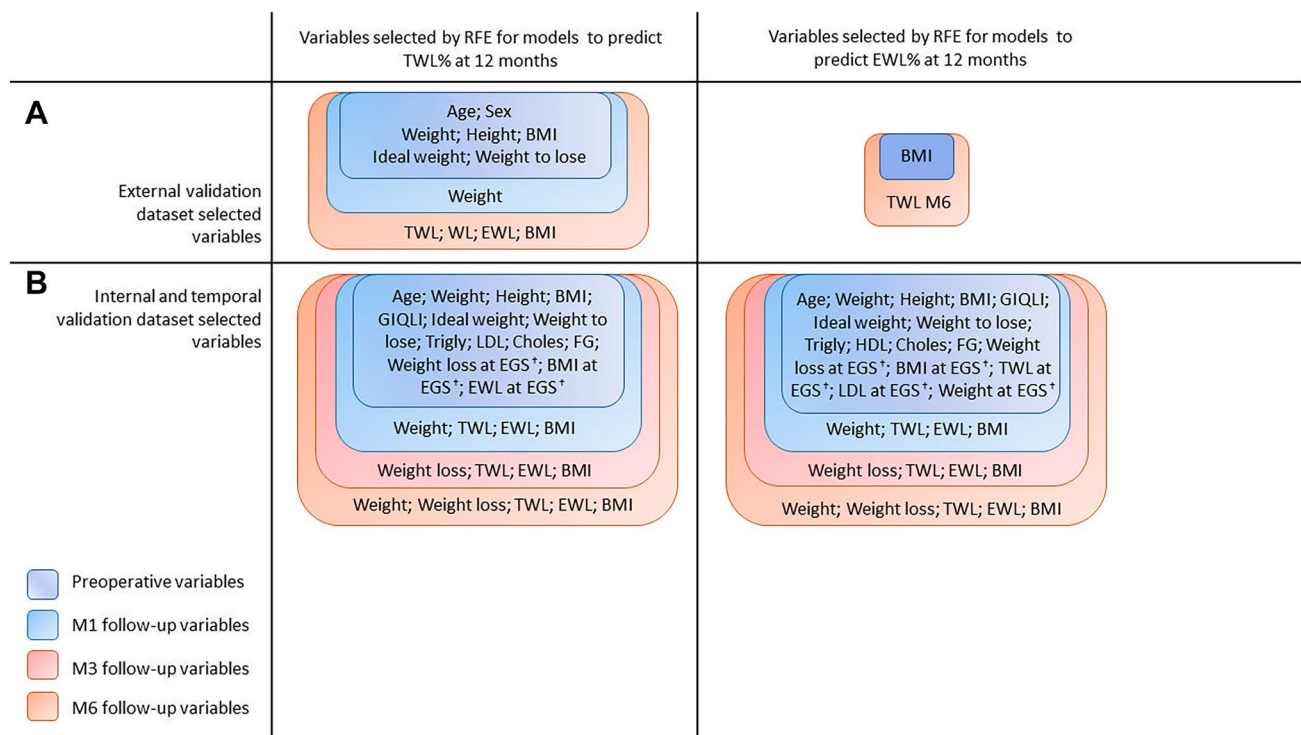 Variables selected by RFE for models to predict
TWL% at 12 months
Variables selected by RFE for models to
predict EWL% at 12 months
A
External validation
dataset selected
variables
Age; Sex
Weight; Height; BMI
Ideal weight; Weight to lose
Weight
TWL; WL; EWL; BMI
BMI
TWL M6
B
Internal and temporal
validation dataset selected
variables
Age; Weight; Height; BMI;
GIQLI; Ideal weight; Weight to
lose; Trigly; LDL; Choles; FG;
Weight loss at EGS†; BMI at
EGS†; EWL at EGS†
Weight; TWL; EWL; BMI
Weight loss; TWL; EWL; BMI
Weight; Weight loss; TWL; EWL; BMI
Age; Weight; Height; BMI; GIQLI;
Ideal weight; Weight to lose;
Trigly; HDL; Choles; FG; Weight
loss at EGS†; BMI at EGS†; TWL at
EGS†; LDL at EGS†; Weight at EGS†
Weight; TWL; EWL; BMI
Weight loss; TWL; EWL; BMI
Weight; Weight loss; TWL; EWL; BMI
Preoperative variables
M1 follow-up variables
M3 follow-up variables
M6 follow-up variables